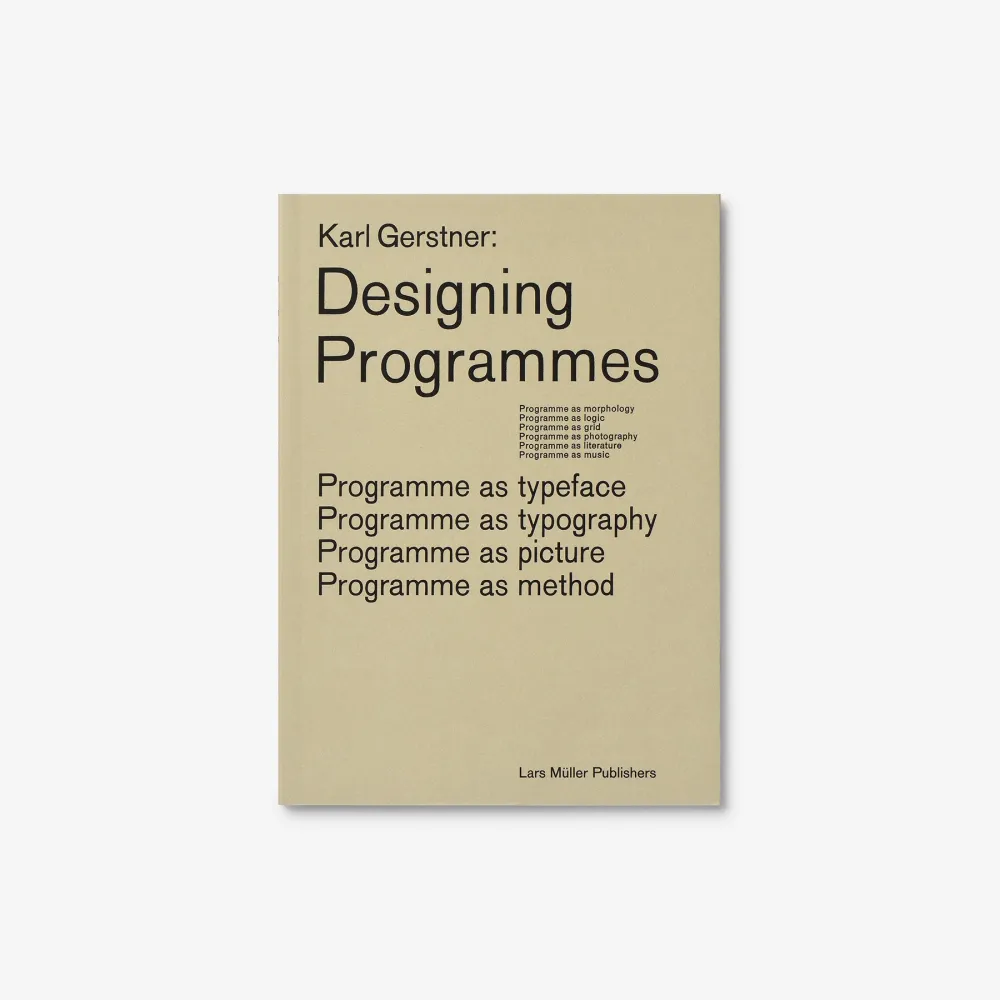 Karl Gerstner:
Designing
Programmes
Programme as morphology
Programme as logic
Programme as grid
Programme as photography
Programme as literature
Programme as music
Programme as typeface
Programme as typography
Programme as picture
Programme as method
Lars Müller Publishers